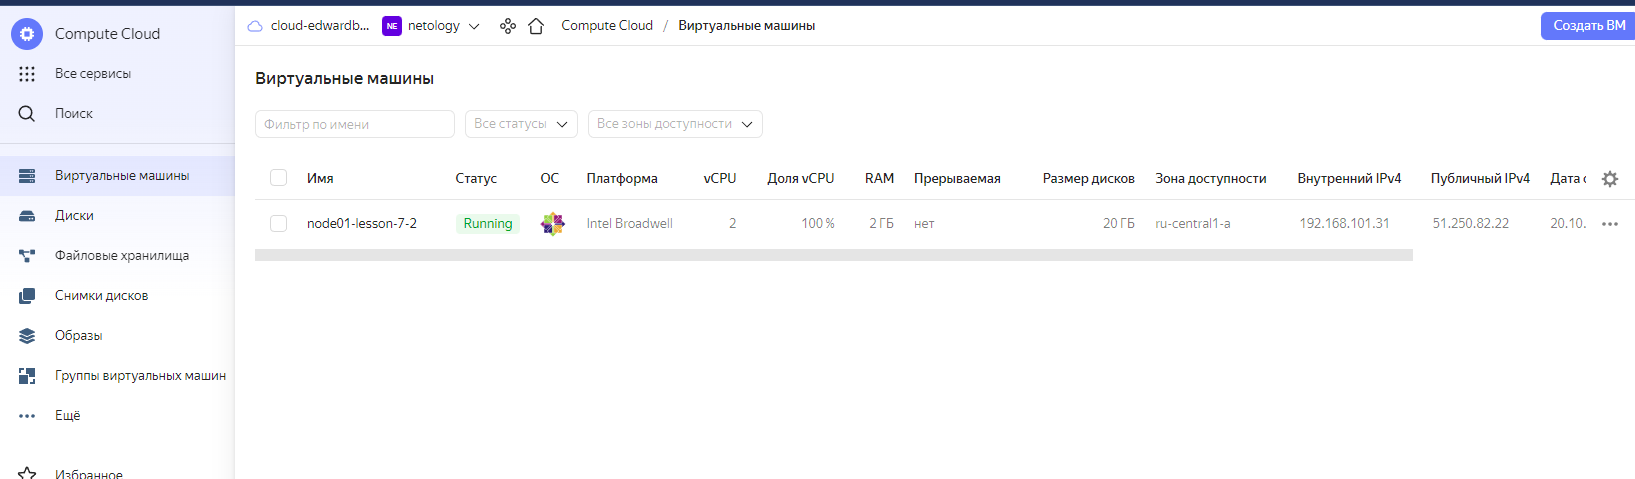 Compute Cloud
Все сервисы
Поиск
Виртуальные машины
Диски
Файловые хранилища
Снимки дисков
Образы
Группы виртуальных машин
Ещё
Избранное
cloud-edwardb... NE netology Compute Cloud / Виртуальные машины Создать ВМ
Виртуальные машины
Фильтр по имени Все статусы Все зоны доступности
Имя Статус ОС Платформа vCPU Доля vCPU RAM Прерываемая Размер дисков Зона доступности Внутренний IPv4 Публичный IPv4 Дата с
node01-lesson-7-2 Running Intel Broadwell 2 100 % 2 ГБ нет 20 ГБ ru-central1-a 192.168.101.31 51.250.82.22 20.10.